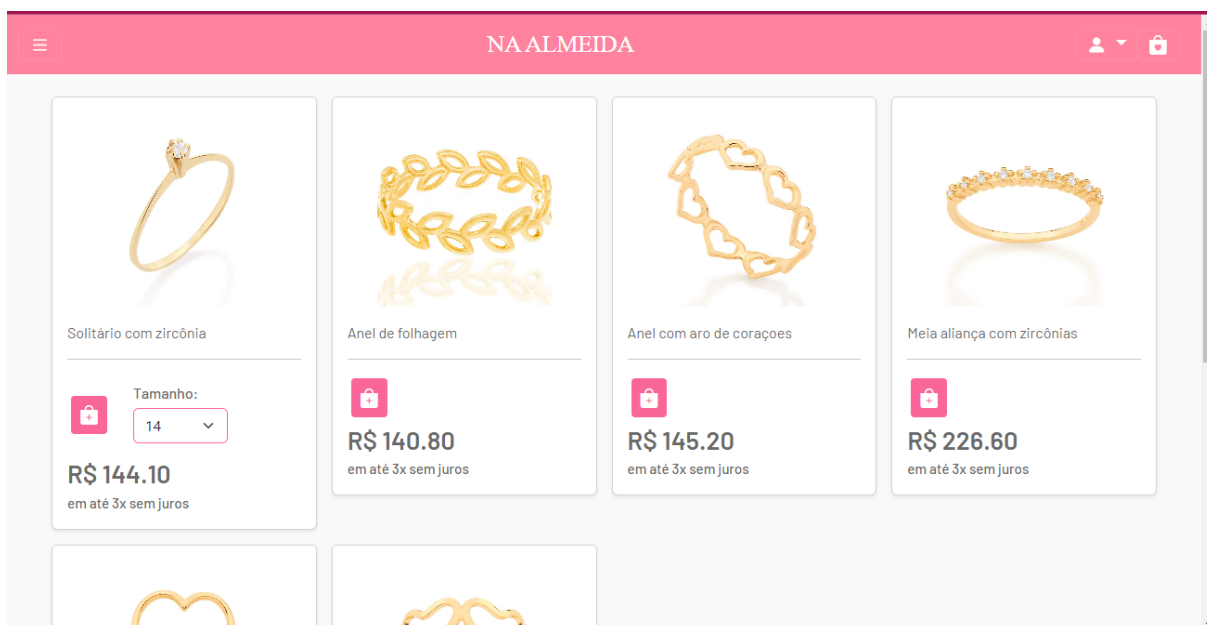 NA ALMEIDA
Solitário com zircônia
Tamanho:
14
R$ 144.10
em até 3x sem juros
Anel de folhagem
R$ 140.80
em até 3x sem juros
Anel com aro de coraçoes
R$ 145.20
em até 3x sem juros
Meia aliança com zircônias
R$ 226.60
em até 3x sem juros